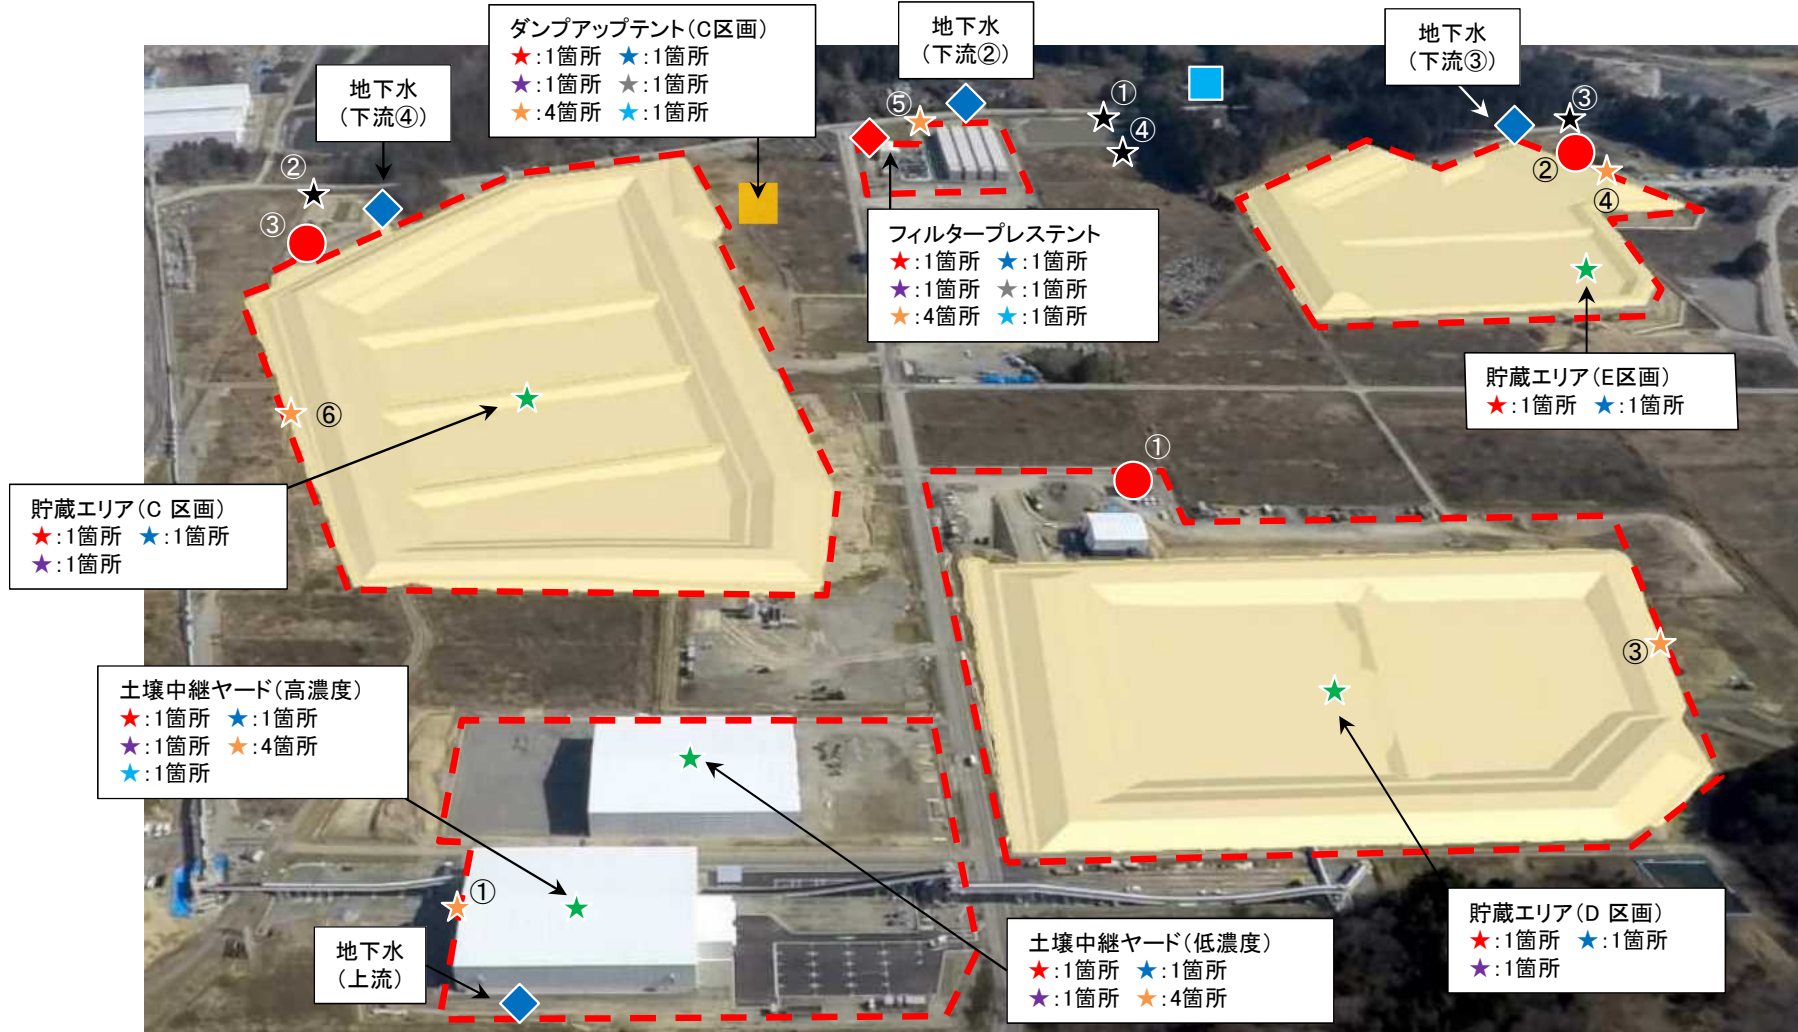 ダンプアップテント(C区画)
★:1箇所 ★:1箇所
★:1箇所 ★:1箇所
★:4箇所 ★:1箇所
地下水
(下流②)
地下水
(下流③)
地下水
(下流④)
⑤
①
④
③
②
④
②
③
フィルタープレステント
★:1箇所 ★:1箇所
★:1箇所 ★:1箇所
★:4箇所 ★:1箇所
貯蔵エリア(E区画)
★:1箇所 ★:1箇所
⑥
①
貯蔵エリア(C 区画)
★:1箇所 ★:1箇所
★:1箇所
③
土壌中継ヤード(高濃度)
★:1箇所 ★:1箇所
★:1箇所 ★:4箇所
★:1箇所
①
地下水
(上流)
土壌中継ヤード(低濃度)
★:1箇所 ★:1箇所
★:1箇所 ★:4箇所
貯蔵エリア(D 区画)
★:1箇所 ★:1箇所
★:1箇所